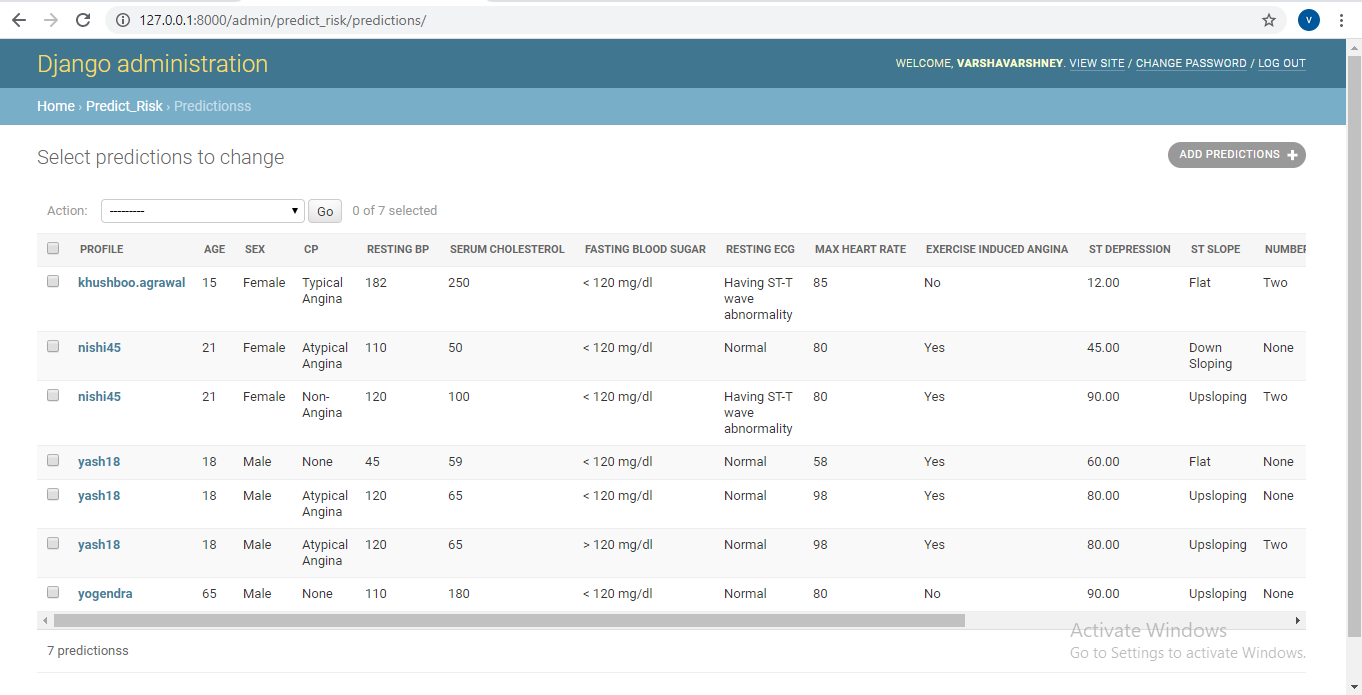 127.0.0.1:8000/admin/predict_risk/predictions/
V
Django administration
WELCOME, VARSHAVARSHNEY. VIEW SITE / CHANGE PASSWORD / LOG OUT
Home › Predict_Risk › Predictionss
Select predictions to change
ADD PREDICTIONS +
Action: --------- Go 0 of 7 selected
PROFILE AGE SEX CP RESTING BP SERUM CHOLESTEROL FASTING BLOOD SUGAR RESTING ECG MAX HEART RATE EXERCISE INDUCED ANGINA ST DEPRESSION ST SLOPE NUMBER
khushboo.agrawal 15 Female Typical 182 250 < 120 mg/dl Having ST-T 85 No 12.00 Flat Two
Angina wave
abnormality
nishi45 21 Female Atypical 110 50 < 120 mg/dl Normal 80 Yes 45.00 Down None
Angina Sloping
nishi45 21 Female Non- 120 100 < 120 mg/dl Having ST-T 80 Yes 90.00 Upsloping Two
Angina wave
abnormality
yash18 18 Male None 45 59 < 120 mg/dl Normal 58 Yes 60.00 Flat None
yash18 18 Male Atypical 120 65 < 120 mg/dl Normal 98 Yes 80.00 Upsloping None
Angina
yash18 18 Male Atypical 120 65 > 120 mg/dl Normal 98 Yes 80.00 Upsloping Two
Angina
yogendra 65 Male None 110 180 < 120 mg/dl Normal 80 No 90.00 Upsloping None
7 predictionss
Activate Windows
Go to Settings to activate Windows.